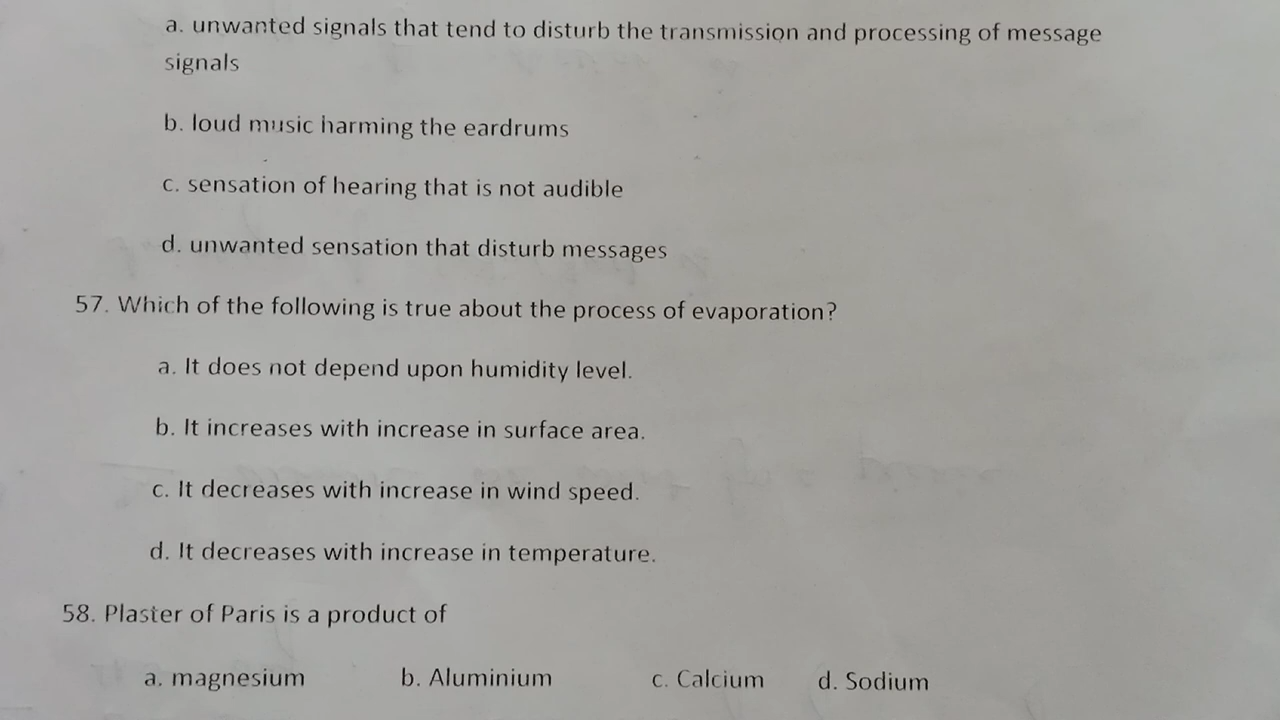 a. unwanted signals that tend to disturb the transmission and processing of message
signals
b. loud music harming the eardrums
c. sensation of hearing that is not audible
d. unwanted sensation that disturb messages
57. Which of the following is true about the process of evaporation?
a. It does not depend upon humidity level.
b. It increases with increase in surface area.
c. It decreases with increase in wind speed.
d. It decreases with increase in temperature.
58. Plaster of Paris is a product of
a. magnesium b. Aluminium c. Calcium d. Sodium